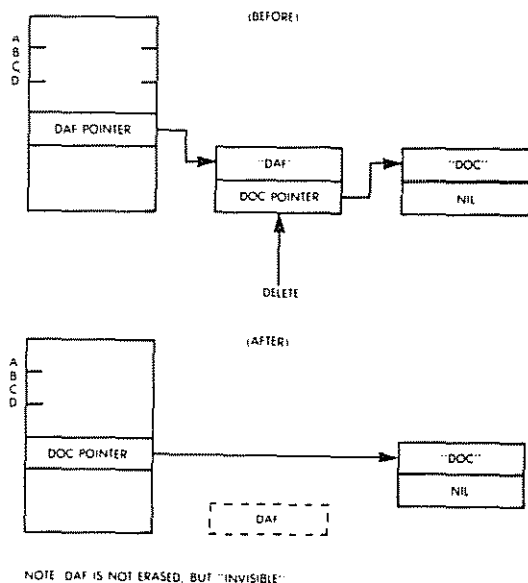 (BEFORE)
A
B
C
D
DAF POINTER
"DAF"
DOC POINTER
"DOC"
NIL
DELETE
(AFTER)
A
B
C
D
DOC POINTER
"DOC"
NIL
DAF
NOTE DAF IS NOT ERASED, BUT "INVISIBLE"